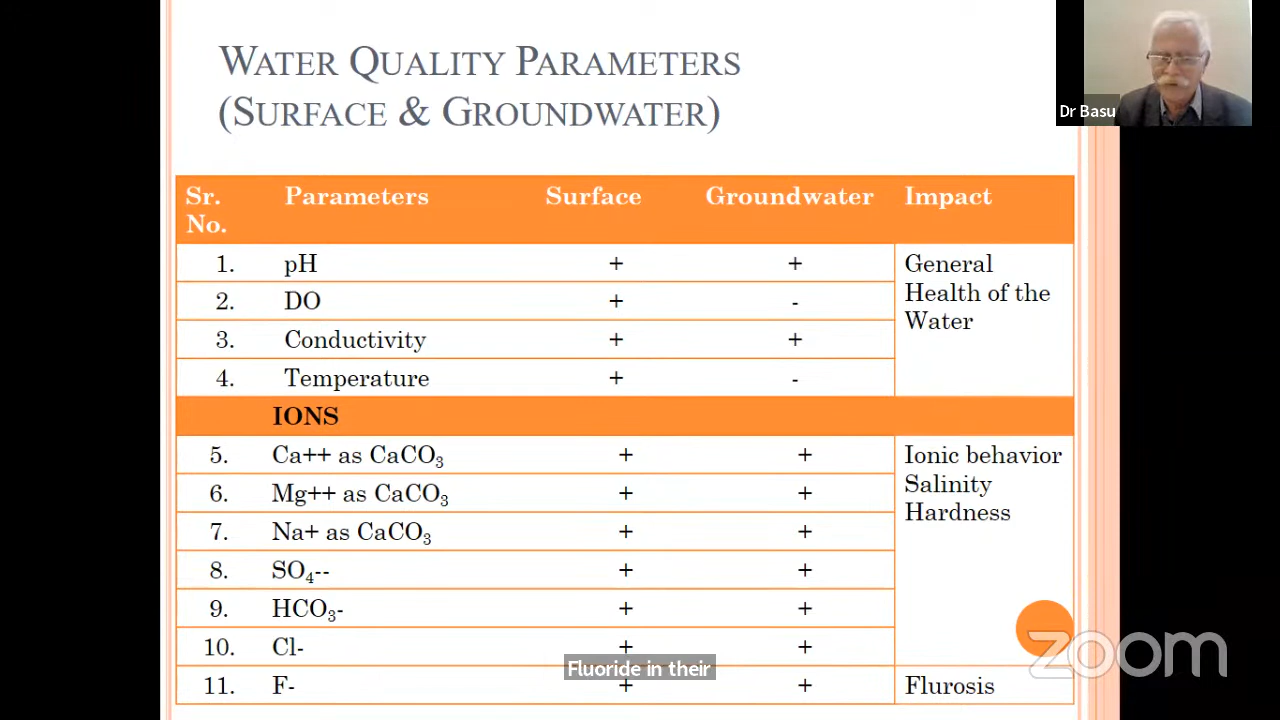 WATER QUALITY PARAMETERS
(SURFACE & GROUNDWATER)
Dr Basu
Sr. No. Parameters Surface Groundwater Impact
1. pH + + General Health of the Water
2. DO + -
3. Conductivity + +
4. Temperature + -
IONS
5. Ca++ as CaCO₃ + + Ionic behavior Salinity Hardness
6. Mg++ as CaCO₃ + +
7. Na+ as CaCO₃ + +
8. SO₄-- + +
9. HCO₃- + +
10. Cl- + +
Fluoride in their
11. F- + + Flurosis
zoom